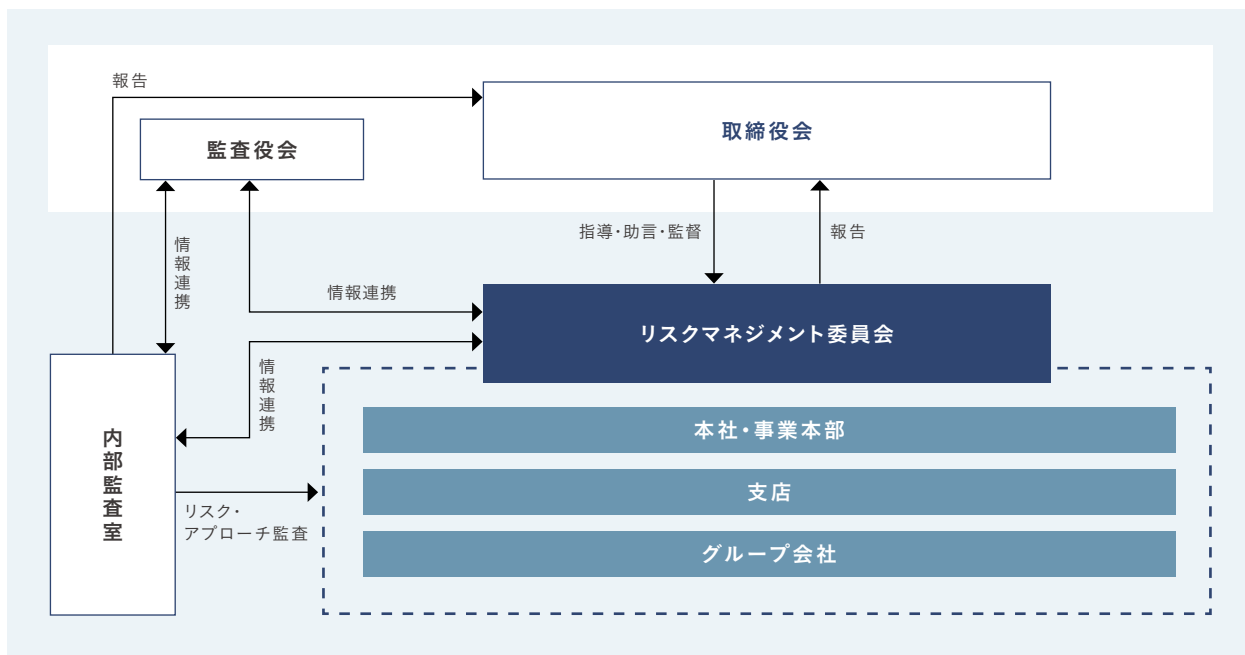 報告
取締役会
監査役会
指導・助言・監督
報告
情報連携
情報連携
リスクマネジメント委員会
情報連携
内部監査室
本社・事業本部
支店
リスク・
アプローチ監査
グループ会社